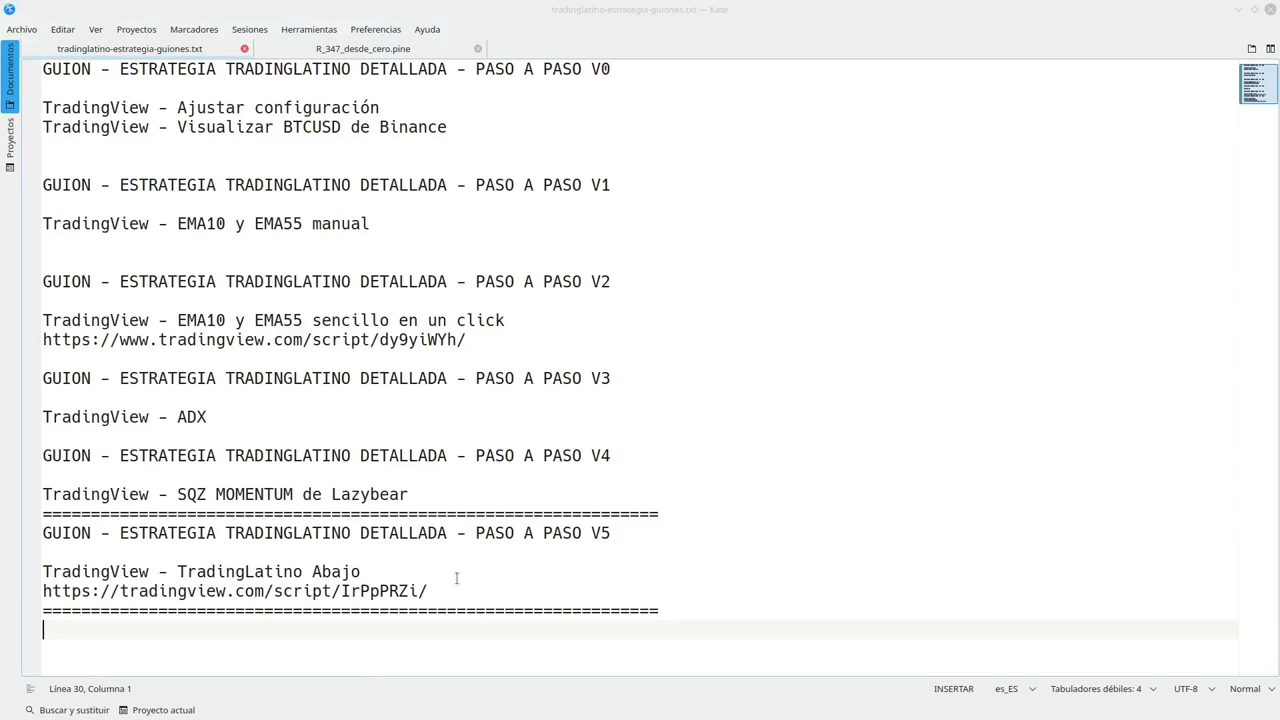 tradinglatino-estrategia-guiones.txt — Kate
Archivo Editar Ver Proyectos Marcadores Sesiones Herramientas Preferencias Ayuda
tradinglatino-estrategia-guiones.txt R_347_desde_cero.pine
Documentos
Proyectos
GUION - ESTRATEGIA TRADINGLATINO DETALLADA - PASO A PASO V0
TradingView - Ajustar configuración
TradingView - Visualizar BTCUSD de Binance
GUION - ESTRATEGIA TRADINGLATINO DETALLADA - PASO A PASO V1
TradingView - EMA10 y EMA55 manual
GUION - ESTRATEGIA TRADINGLATINO DETALLADA - PASO A PASO V2
TradingView - EMA10 y EMA55 sencillo en un click
https://www.tradingview.com/script/dy9yiWYh/
GUION - ESTRATEGIA TRADINGLATINO DETALLADA - PASO A PASO V3
TradingView - ADX
GUION - ESTRATEGIA TRADINGLATINO DETALLADA - PASO A PASO V4
TradingView - SQZ MOMENTUM de Lazybear
================================================================
GUION - ESTRATEGIA TRADINGLATINO DETALLADA - PASO A PASO V5
TradingView - TradingLatino Abajo
https://tradingview.com/script/IrPpPRZi/
================================================================
Línea 30, Columna 1 INSERTAR es_ES Tabuladores débiles: 4 UTF-8 Normal
Buscar y sustituir Proyecto actual